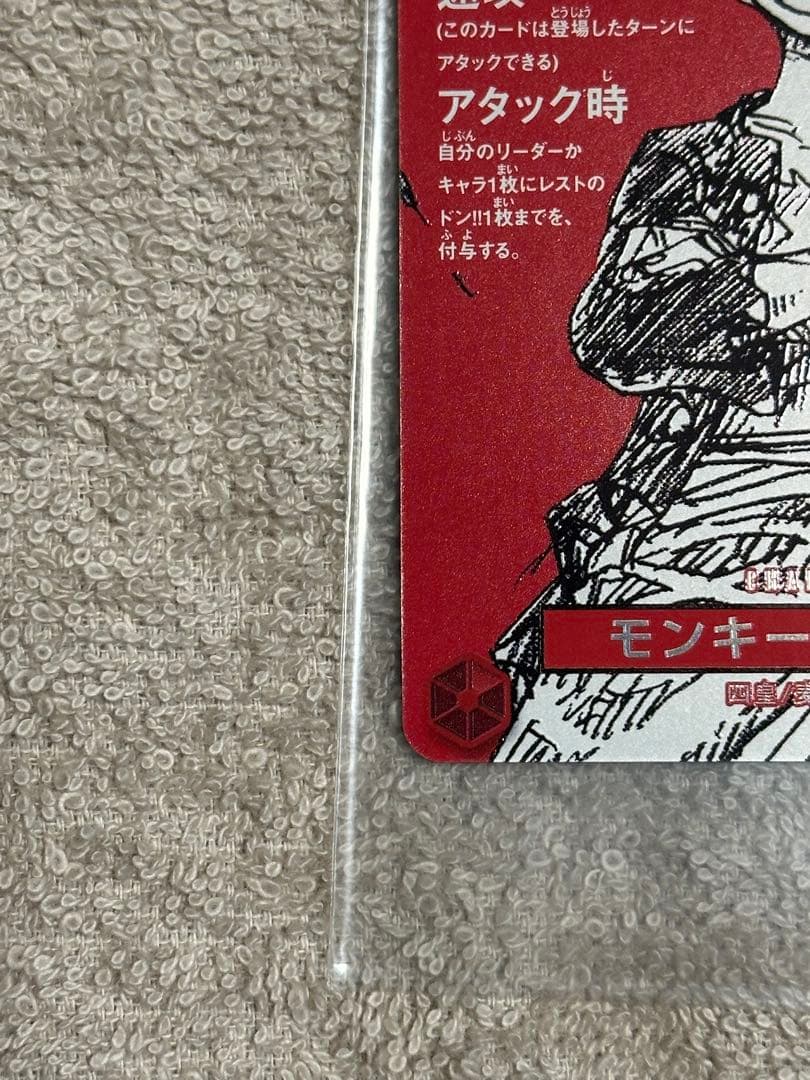 (このカードは登場したターンに
アタックできる)
アタック時
自分のリーダーか
キャラ1枚にレストの
ドン!!1枚までを、
付与する。
CHA
モンキー
四皇/